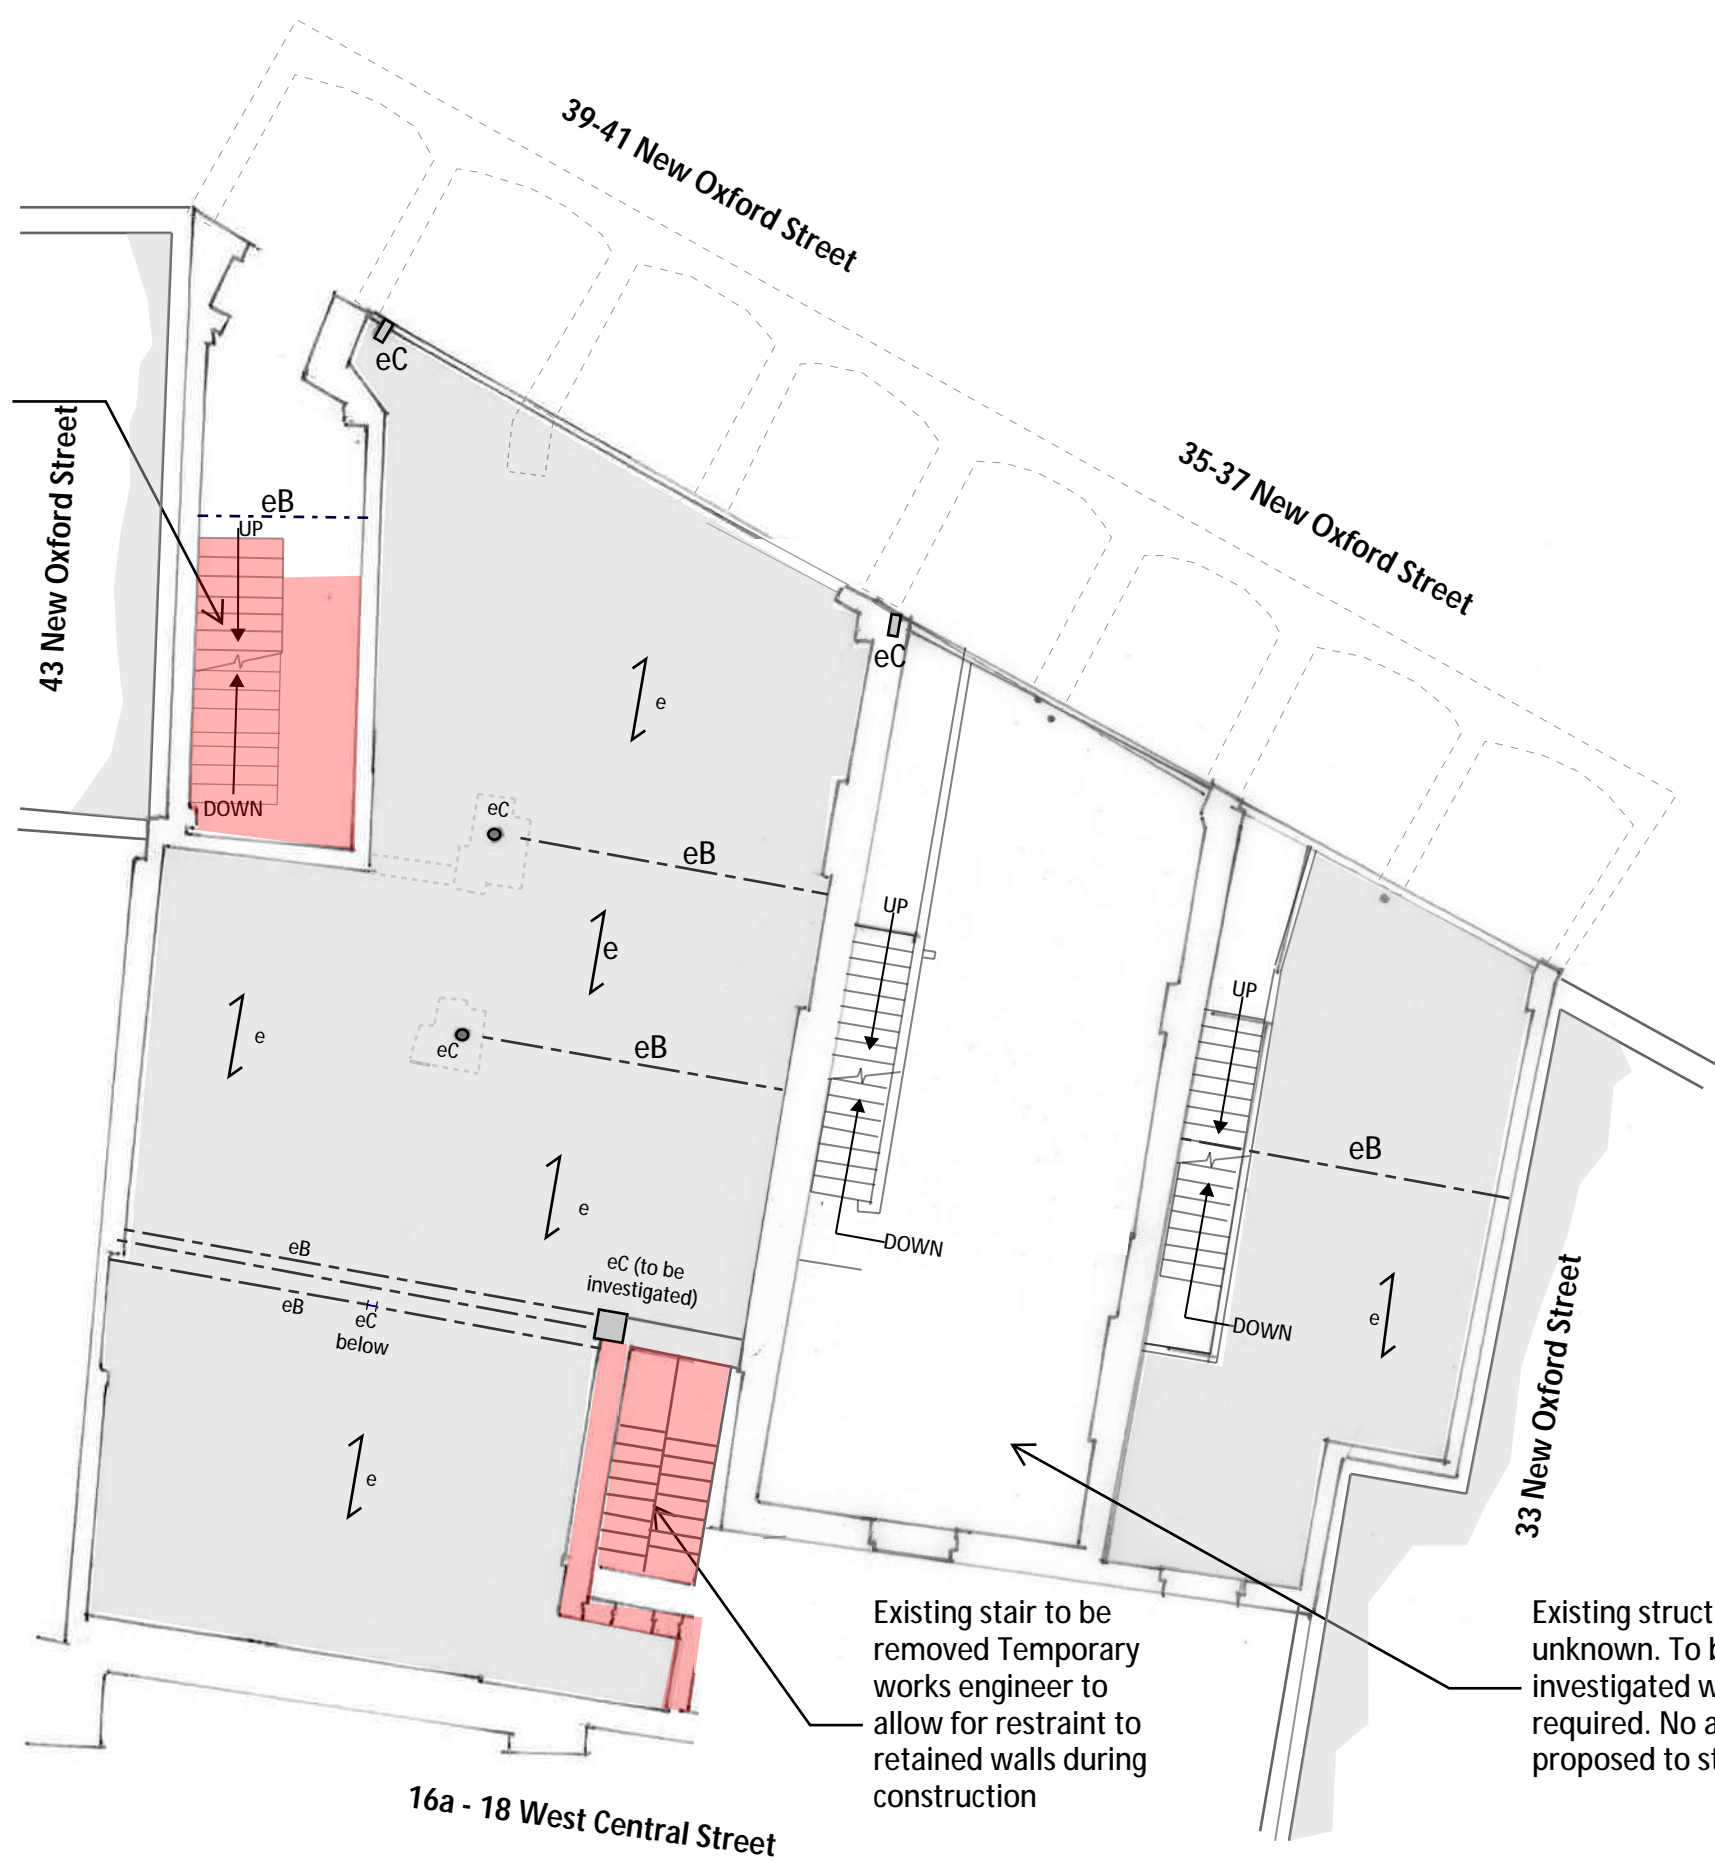 39-41 New Oxford Street
eC
43 New Oxford Street
35-37 New Oxford Street
eB
UP
eC
e
DOWN
eC
eB
UP
e
UP
e
eC
eB
eB
e
eB
DOWN
eC (to be
investigated)
eB
eC
below
DOWN
e
33 New Oxford Street
e
Existing stair to be
removed Temporary
works engineer to
allow for restraint to
retained walls during
construction
Existing struct
unknown. To b
investigated w
required. No a
proposed to st
16a - 18 West Central Street